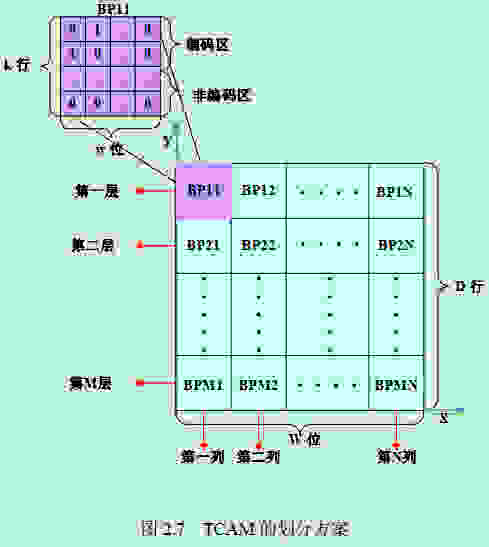 BP11
0 1 . 0
1 0 . 0
. . . .
0 0 . 0
k 行
编码区
非编码区
w 位
y
第一层
BP11 BP12 . . . . BP1N
第二层
BP21 BP22 . . . . BP2N
D 行
第M层
BPM1 BPM2 . . . . BPMN
X
W 位
第一列 第二列 第N列
图 2.7 TCAM 的划分方案